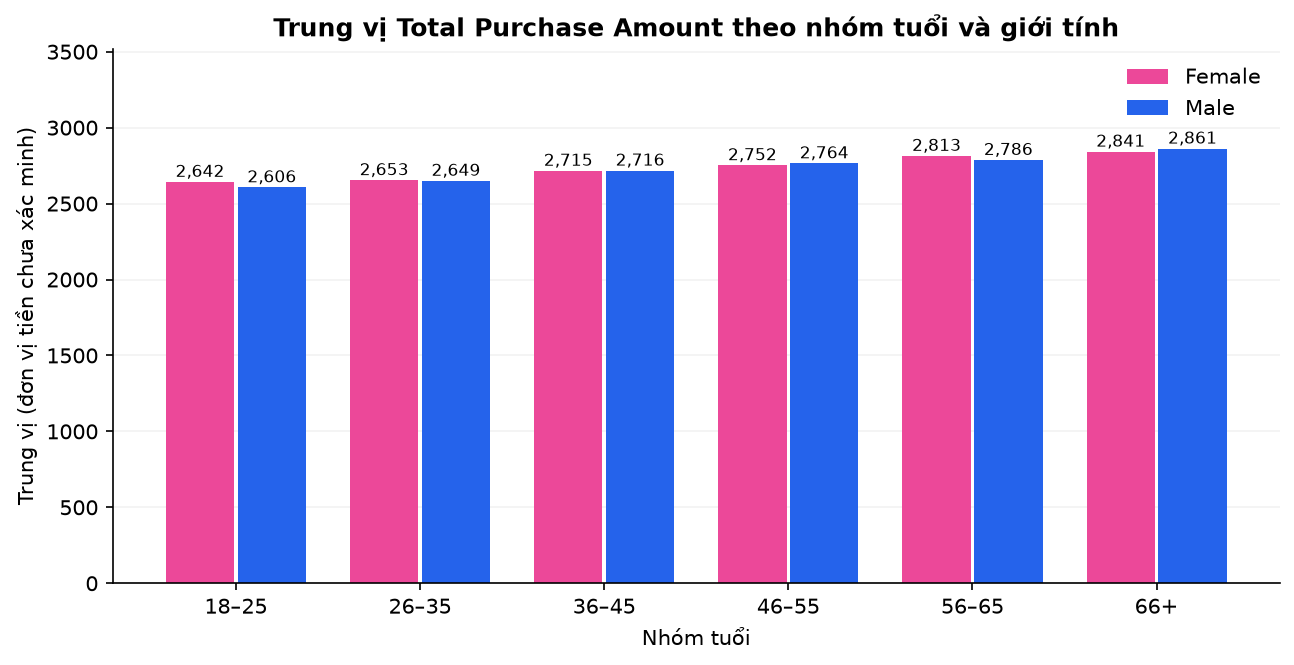 Trung vị Total Purchase Amount theo nhóm tuổi và giới tính
Female
Male
Trung vị (đơn vị tiền chưa xác minh)
3500
3000
2500
2000
1500
1000
500
0
2,642 2,606 2,653 2,649 2,715 2,716 2,752 2,764 2,813 2,786 2,841 2,861
18–25 26–35 36–45 46–55 56–65 66+
Nhóm tuổi